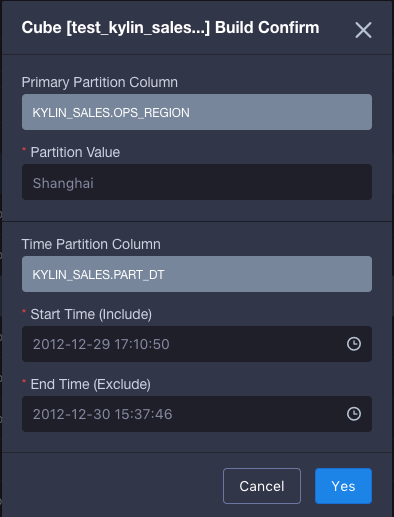 Cube [test_kylin_sales...] Build Confirm
Primary Partition Column
KYLIN_SALES.OPS_REGION
* Partition Value
Shanghai
Time Partition Column
KYLIN_SALES.PART_DT
* Start Time (Include)
2012-12-29 17:10:50
* End Time (Exclude)
2012-12-30 15:37:46
Cancel Yes